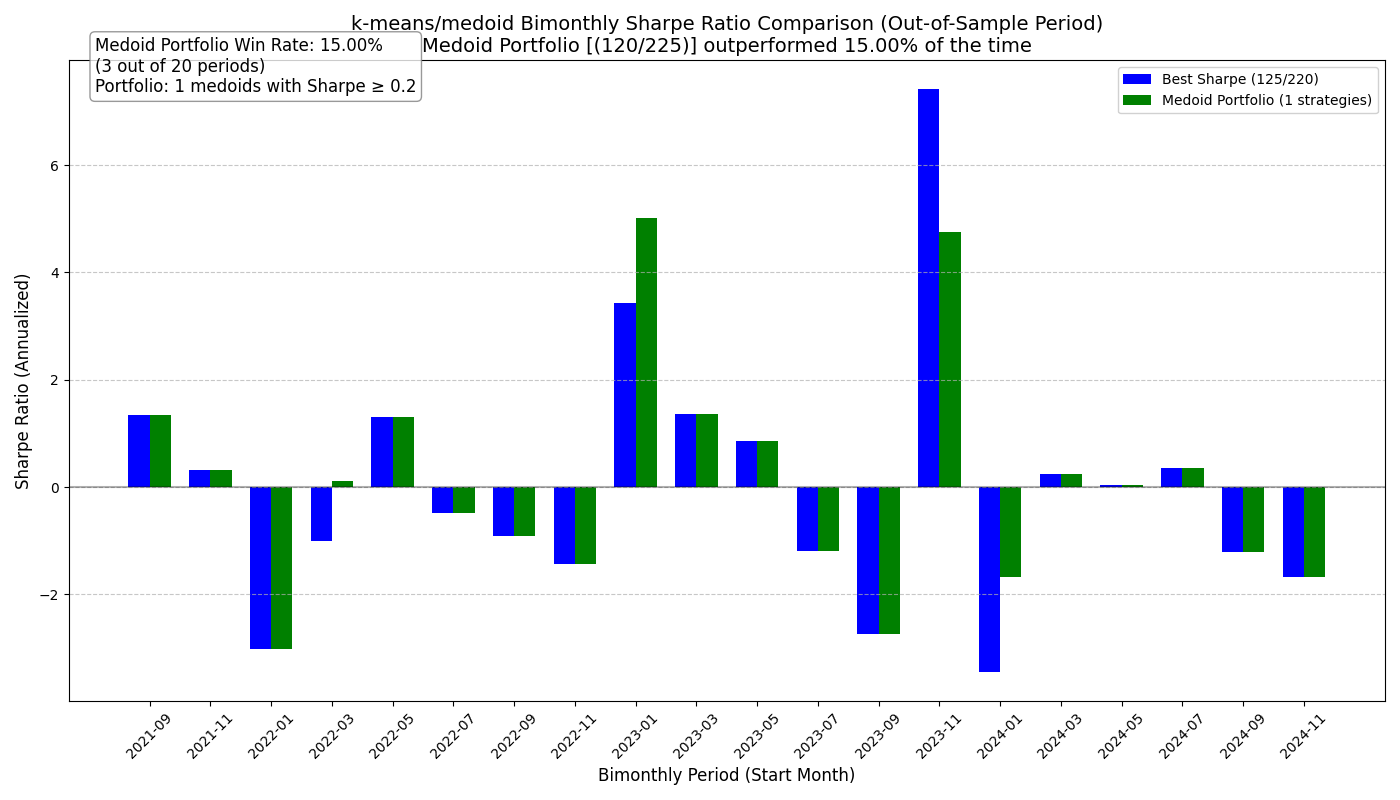 k-means/medoid Bimonthly Sharpe Ratio Comparison (Out-of-Sample Period)
Medoid Portfolio [(120/225)] outperformed 15.00% of the time
Medoid Portfolio Win Rate: 15.00%
(3 out of 20 periods)
Portfolio: 1 medoids with Sharpe ≥ 0.2
Best Sharpe (125/220)
Medoid Portfolio (1 strategies)
Sharpe Ratio (Annualized)
6
4
2
0
−2
2021-09
2021-11
2022-01
2022-03
2022-05
2022-07
2022-09
2022-11
2023-01
2023-03
2023-05
2023-07
2023-09
2023-11
2024-01
2024-03
2024-05
2024-07
2024-09
2024-11
Bimonthly Period (Start Month)